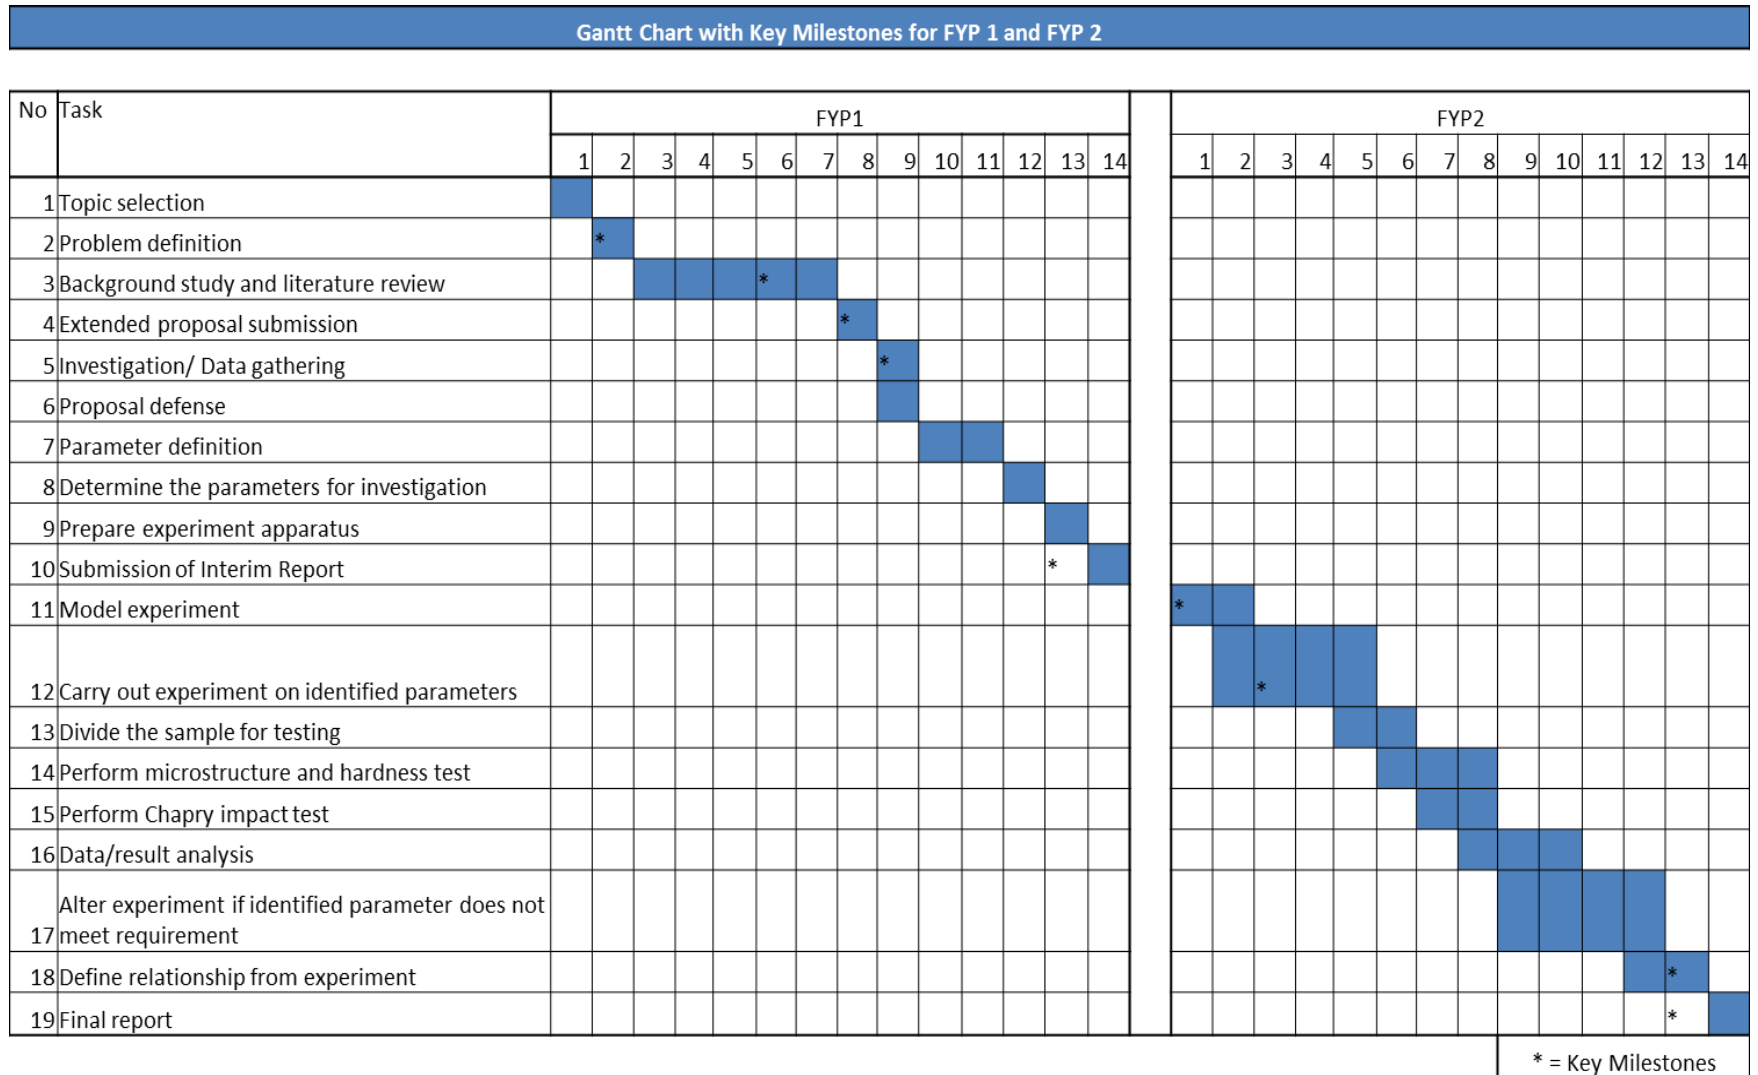 Gantt Chart with Key Milestones for FYP 1 and FYP 2
No Task FYP1 FYP2
1 2 3 4 5 6 7 8 9 10 11 12 13 14 1 2 3 4 5 6 7 8 9 10 11 12 13 14
1 Topic selection
2 Problem definition *
3 Background study and literature review *
4 Extended proposal submission *
5 Investigation/ Data gathering *
6 Proposal defense
7 Parameter definition
8 Determine the parameters for investigation
9 Prepare experiment apparatus
10 Submission of Interim Report *
11 Model experiment *
12 Carry out experiment on identified parameters *
13 Divide the sample for testing
14 Perform microstructure and hardness test
15 Perform Chapry impact test
16 Data/result analysis
Alter experiment if identified parameter does not
17 meet requirement
18 Define relationship from experiment *
19 Final report *
* = Key Milestones